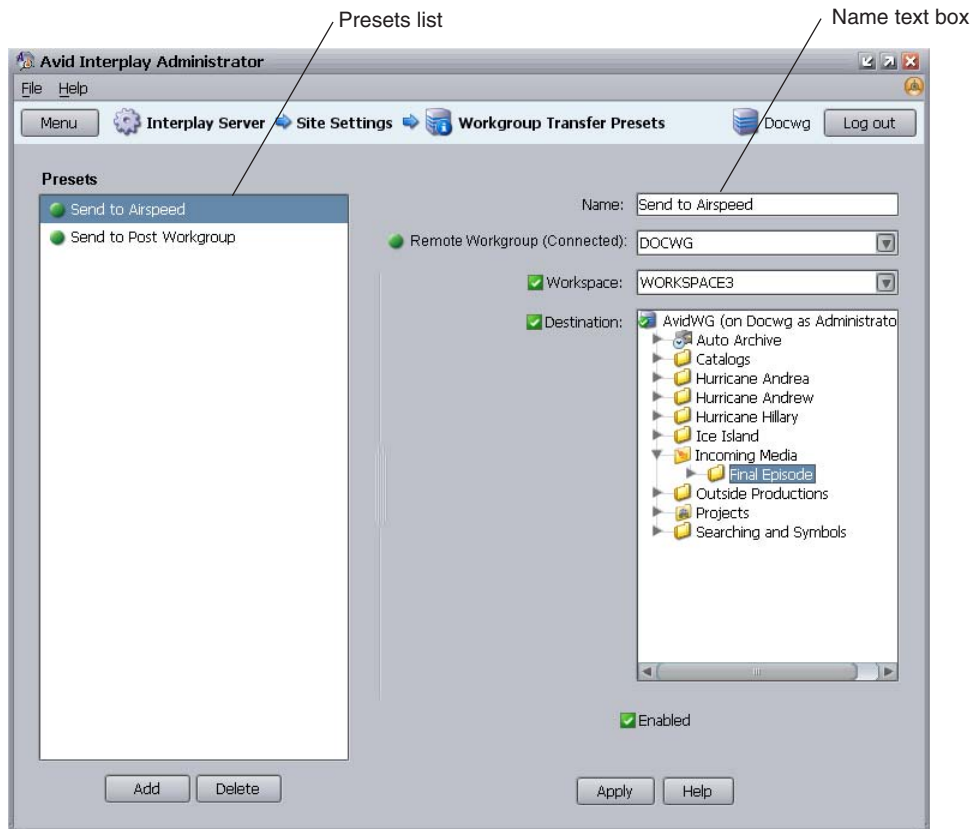 Presets list
Name text box
Avid Interplay Administrator
File Help
Menu Interplay Server Site Settings Workgroup Transfer Presets Docwg Log out
Presets
Send to Airspeed
Send to Post Workgroup
Name: Send to Airspeed
Remote Workgroup (Connected): DOCWG
Workspace: WORKSPACE3
Destination: AvidWG (on Docwg as Administrato
Auto Archive
Catalogs
Hurricane Andrea
Hurricane Andrew
Hurricane Hillary
Ice Island
Incoming Media
Final Episode
Outside Productions
Projects
Searching and Symbols
Enabled
Add Delete
Apply Help